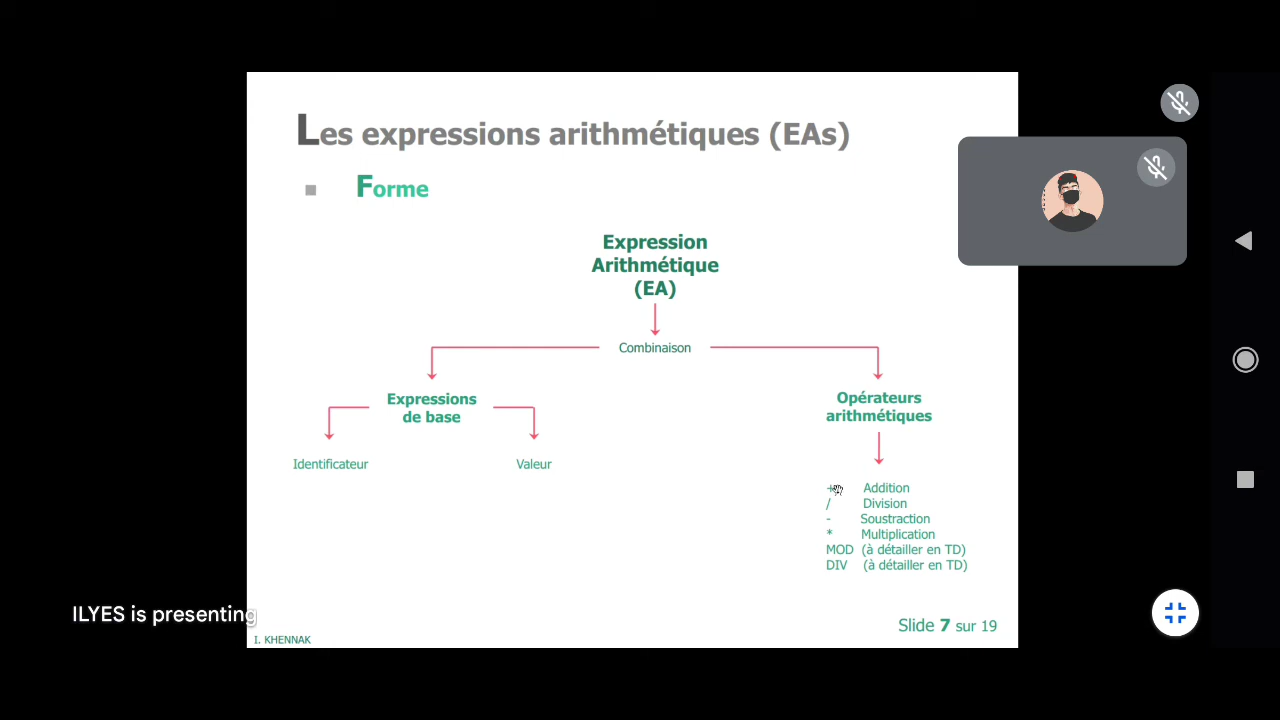 Les expressions arithmétiques (EAs)
Forme
Expression
Arithmétique
(EA)
Combinaison
Expressions
de base
Opérateurs
arithmétiques
Identificateur
Valeur
+ Addition
/ Division
- Soustraction
* Multiplication
MOD (à détailler en TD)
DIV (à détailler en TD)
ILYES is presenting
Slide 7 sur 19
I. KHENNAK